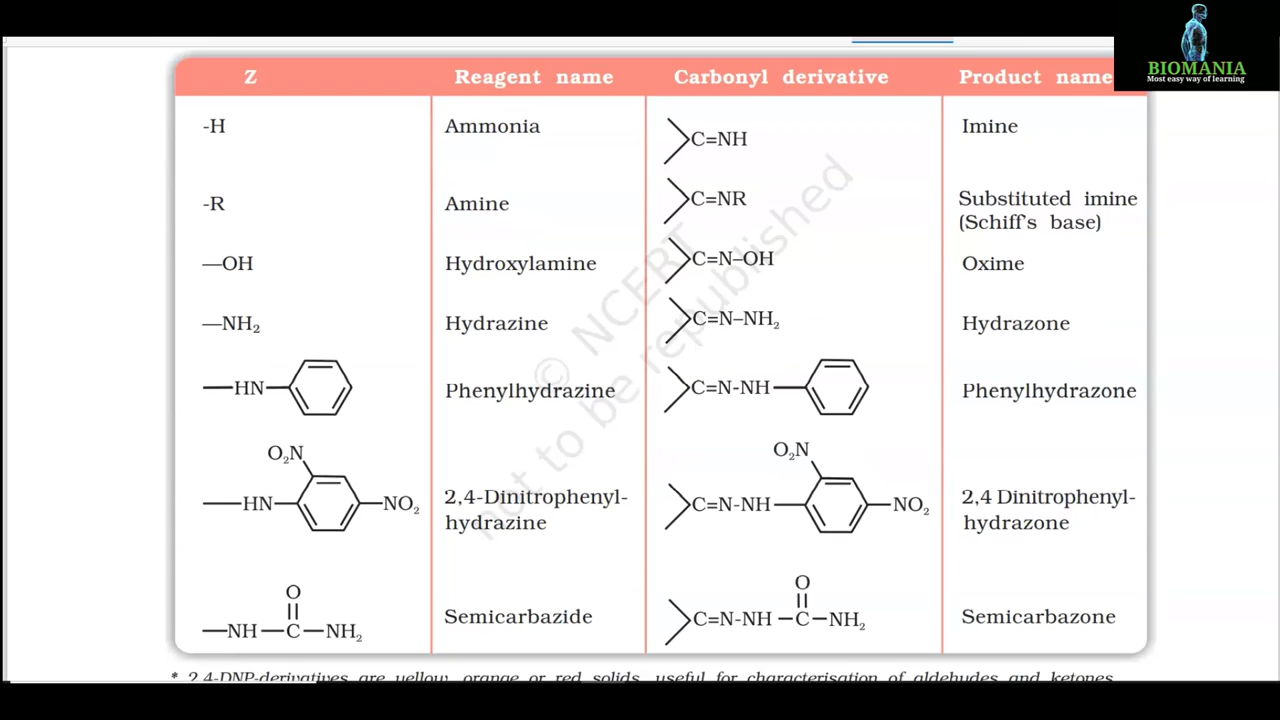 BIOMANIA
Most easy way of learning
Z Reagent name Carbonyl derivative Product name
-H Ammonia C=NH Imine
-R Amine C=NR Substituted imine
(Schiff's base)
—OH Hydroxylamine C=N–OH Oxime
—NH₂ Hydrazine C=N–NH₂ Hydrazone
—HN Phenylhydrazine C=N-NH Phenylhydrazone
O₂N O₂N
—HN NO₂ 2,4-Dinitrophenyl- C=N-NH NO₂ 2,4 Dinitrophenyl-
hydrazine hydrazone
O O
—NH—C—NH₂ Semicarbazide C=N-NH—C—NH₂ Semicarbazone
* 2,4-DNP-derivatives are yellow, orange or red solids, useful for characterisation of aldehydes and ketones.
© NCERT
not to be republished